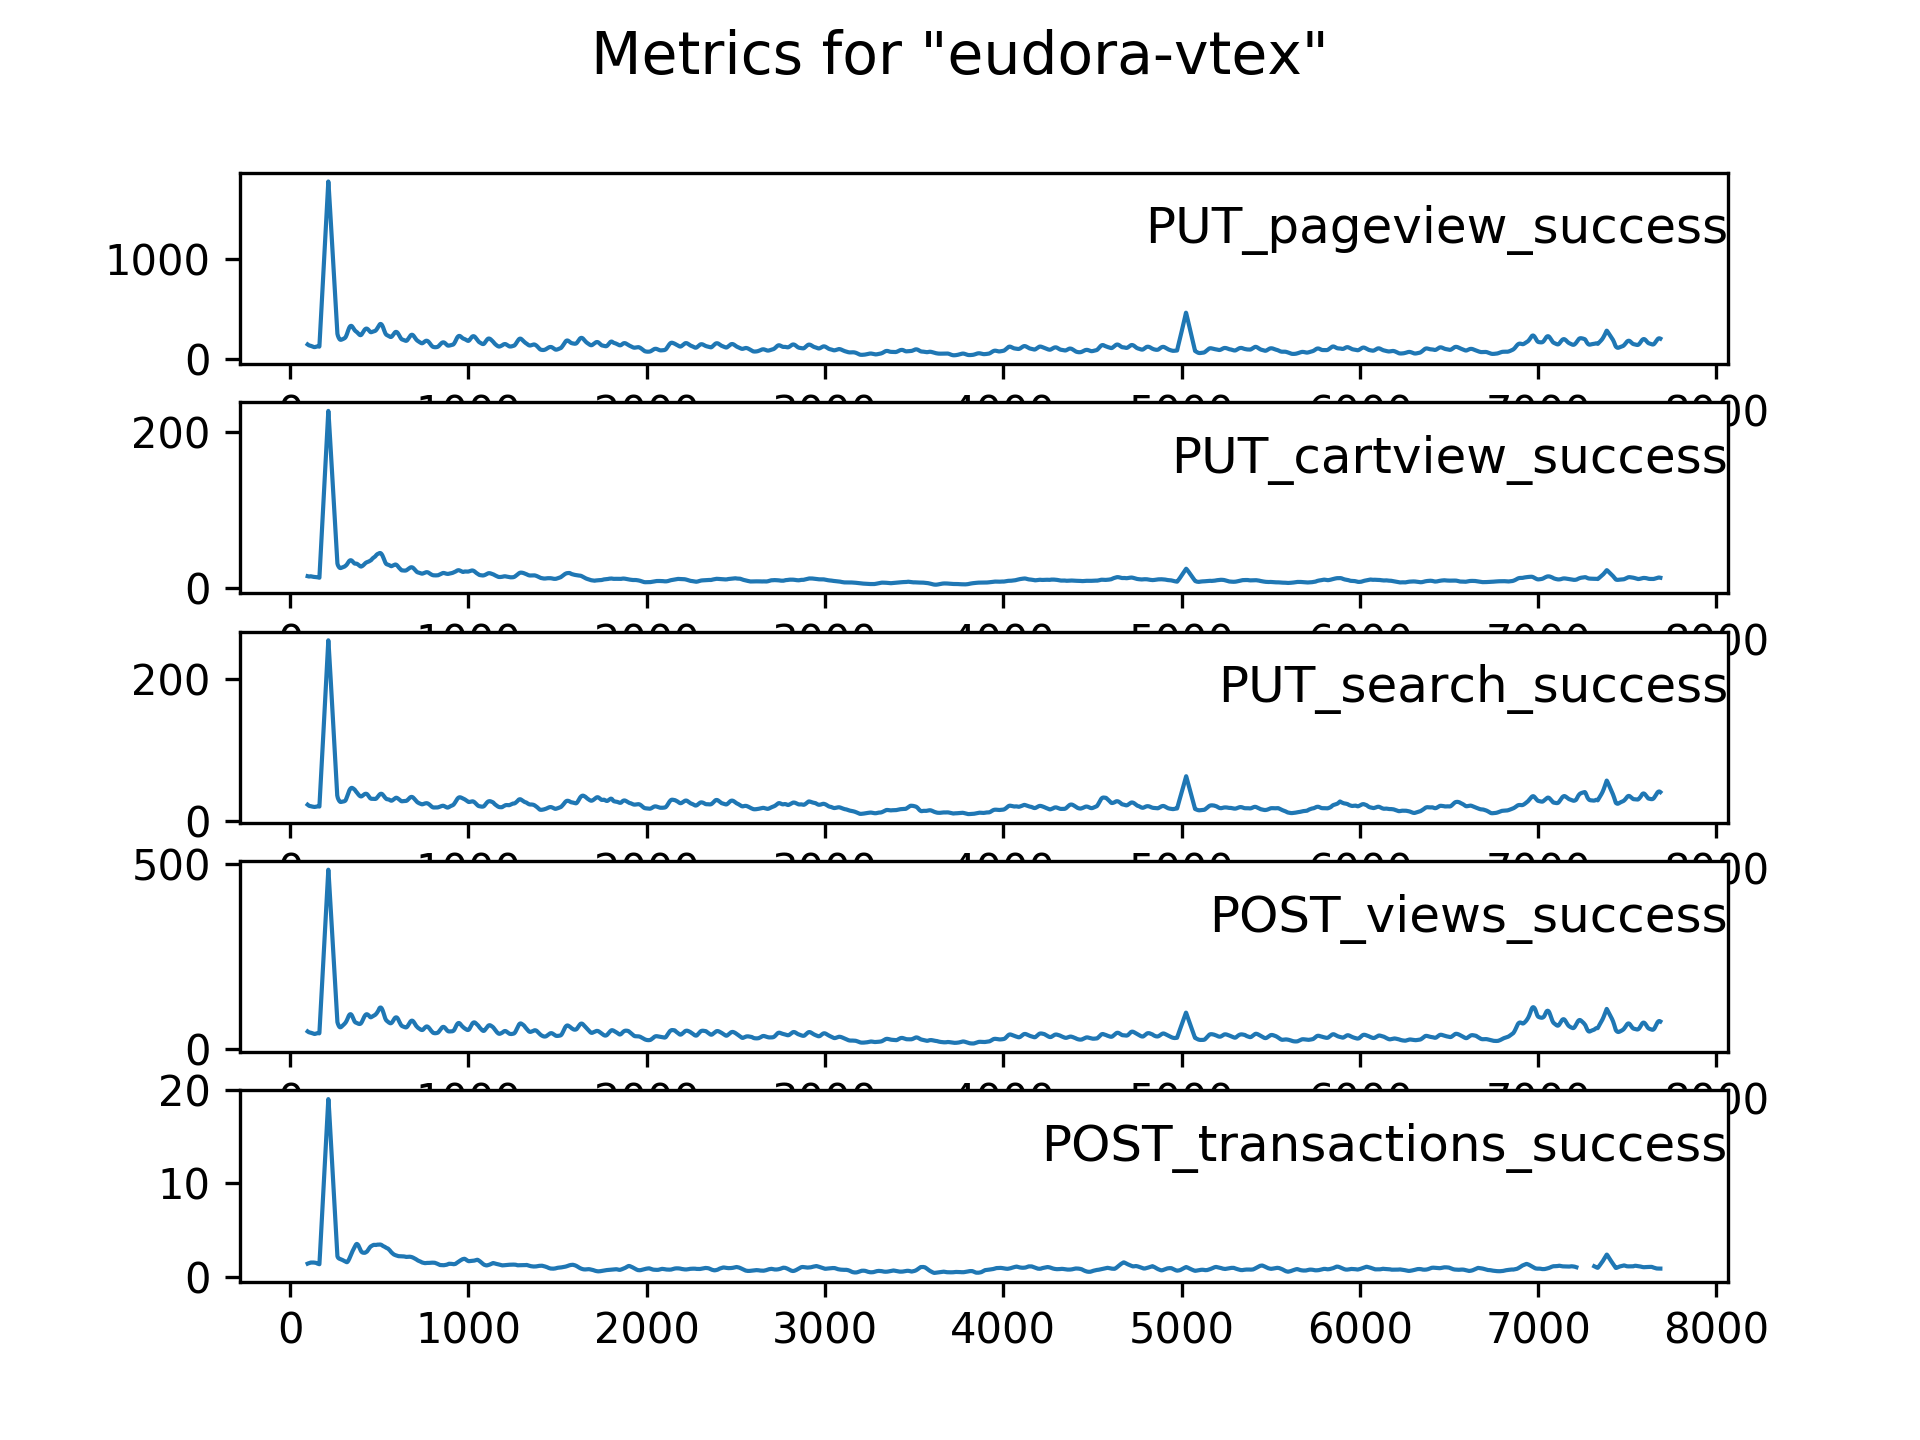 Metrics for "eudora-vtex"
PUT_pageview_success
1000
0
PUT_cartview_success
200
0
PUT_search_success
200
0
POST_views_success
500
0
POST_transactions_success
20
10
0
0 1000 2000 3000 4000 5000 6000 7000 8000